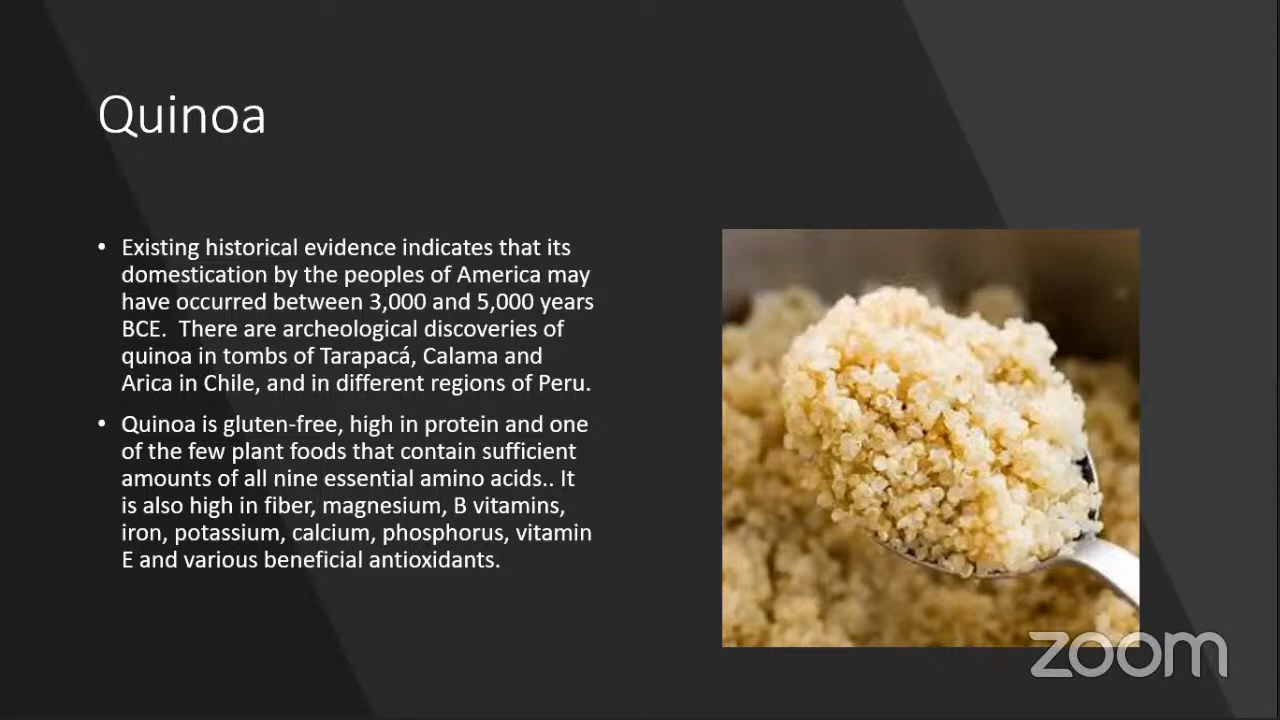 Quinoa
• Existing historical evidence indicates that its
domestication by the peoples of America may
have occurred between 3,000 and 5,000 years
BCE.  There are archeological discoveries of
quinoa in tombs of Tarapacá, Calama and
Arica in Chile, and in different regions of Peru.
• Quinoa is gluten-free, high in protein and one
of the few plant foods that contain sufficient
amounts of all nine essential amino acids.. It
is also high in fiber, magnesium, B vitamins,
iron, potassium, calcium, phosphorus, vitamin
E and various beneficial antioxidants.
zoom